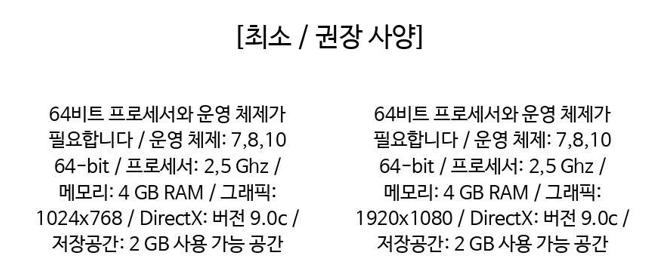 [최소 / 권장 사양]
64비트 프로세서와 운영 체제가
필요합니다 / 운영 체제: 7,8,10
64-bit / 프로세서: 2,5 Ghz /
메모리: 4 GB RAM / 그래픽:
1024x768 / DirectX: 버전 9.0c /
저장공간: 2 GB 사용 가능 공간
64비트 프로세서와 운영 체제가
필요합니다 / 운영 체제: 7,8,10
64-bit / 프로세서: 2,5 Ghz /
메모리: 4 GB RAM / 그래픽:
1920x1080 / DirectX: 버전 9.0c /
저장공간: 2 GB 사용 가능 공간